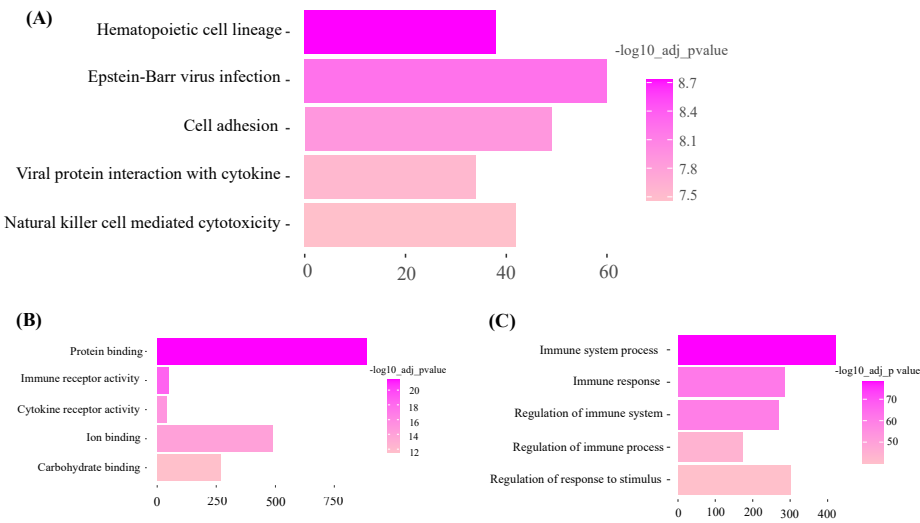 (A)
Hematopoietic cell lineage
Epstein-Barr virus infection
Cell adhesion
Viral protein interaction with cytokine
Natural killer cell mediated cytotoxicity
0 20 40 60
-log10_adj_pvalue
8.7
8.4
8.1
7.8
7.5
(B)
Protein binding
Immune receptor activity
Cytokine receptor activity
Ion binding
Carbohydrate binding
0 250 500 750
-log10_adj_pvalue
20
18
16
14
12
(C)
Immune system process
Immune response
Regulation of immune system
Regulation of immune process
Regulation of response to stimulus
0 100 200 300 400
-log10_adj_p value
70
60
50